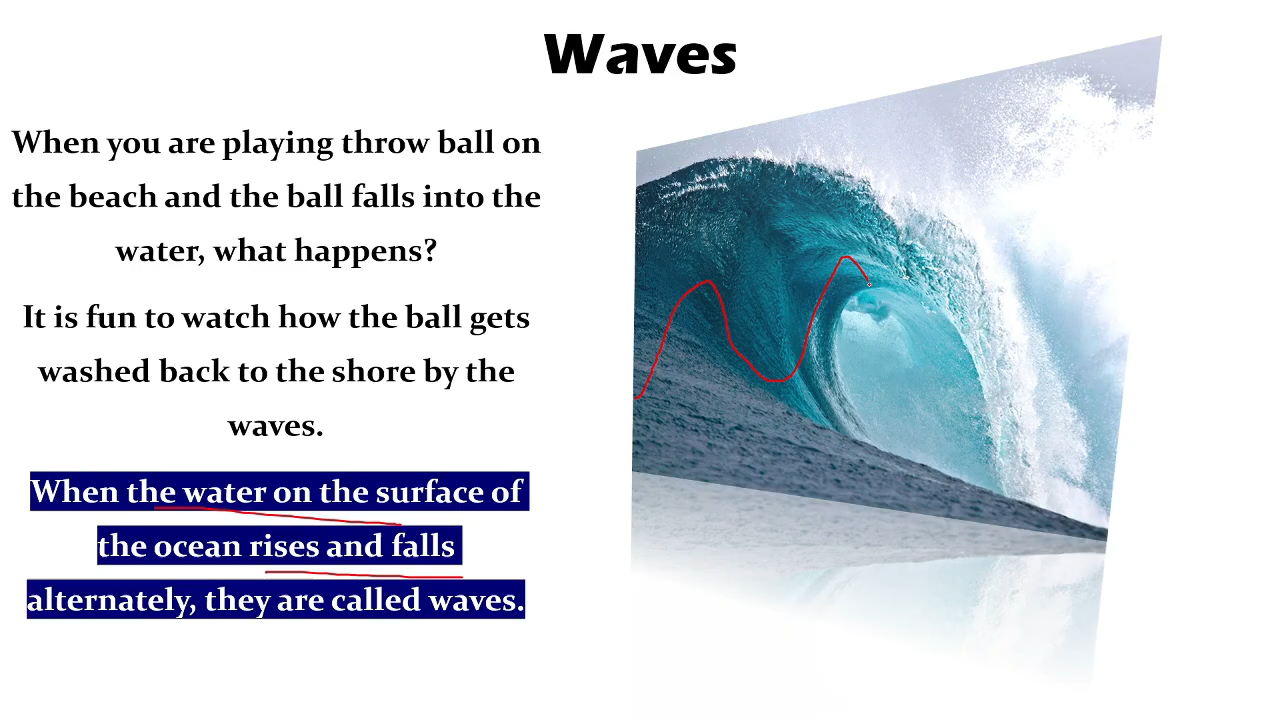 Waves
When you are playing throw ball on
the beach and the ball falls into the
water, what happens?
It is fun to watch how the ball gets
washed back to the shore by the
waves.
When the water on the surface of
the ocean rises and falls
alternately, they are called waves.